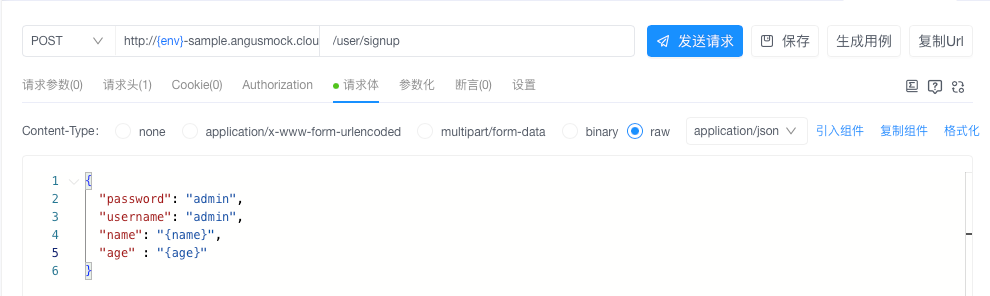 POST http://{env}-sample.angusmock.clou /user/signup 发送请求 保存 生成用例 复制Url
请求参数(0) 请求头(1) Cookie(0) Authorization 请求体 参数化 断言(0) 设置
Content-Type: none application/x-www-form-urlencoded multipart/form-data binary raw application/json 引入组件 复制组件 格式化
1 {
2 "password": "admin",
3 "username": "admin",
4 "name": "{name}",
5 "age" : "{age}"
6 }